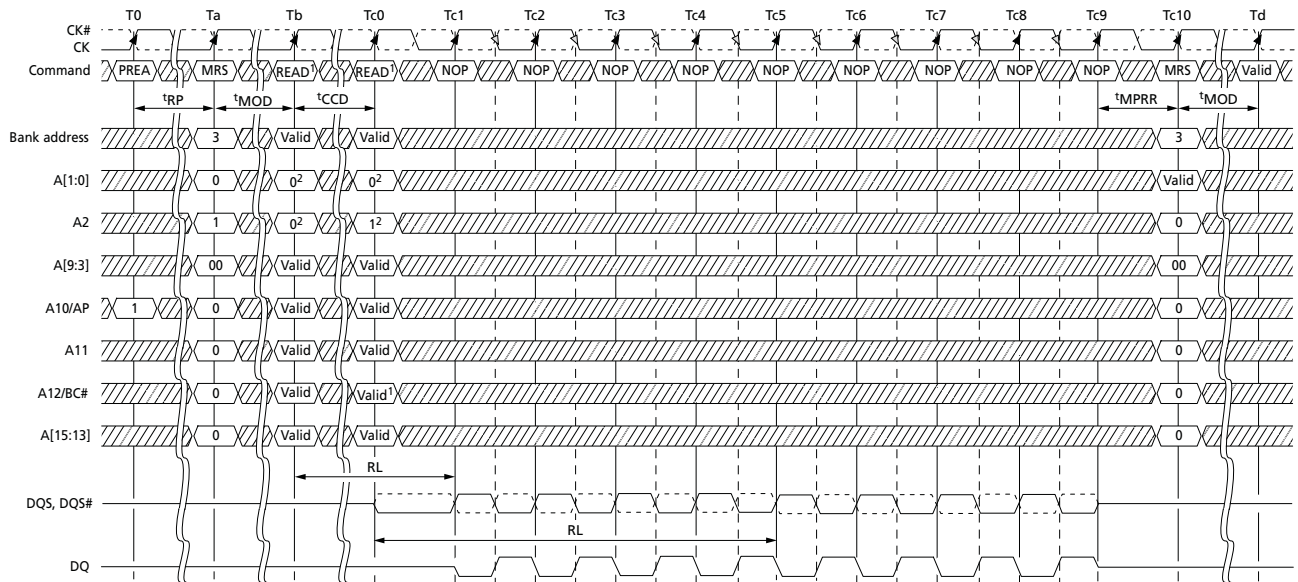 T0 Ta Tb Tc0 Tc1 Tc2 Tc3 Tc4 Tc5 Tc6 Tc7 Tc8 Tc9 Tc10 Td
CK#
CK
Command PREA MRS READ¹ READ¹ NOP NOP NOP NOP NOP NOP NOP NOP NOP MRS Valid
tRP tMOD tCCD tMPRR tMOD
Bank address 3 Valid Valid 3
A[1:0] 0 0² 0² Valid
A2 1 0² 1² 0
A[9:3] 00 Valid Valid 00
A10/AP 1 0 Valid Valid 0
A11 0 Valid Valid 0
A12/BC# 0 Valid Valid¹ 0
A[15:13] 0 Valid Valid 0
RL
DQS, DQS#
RL
DQ